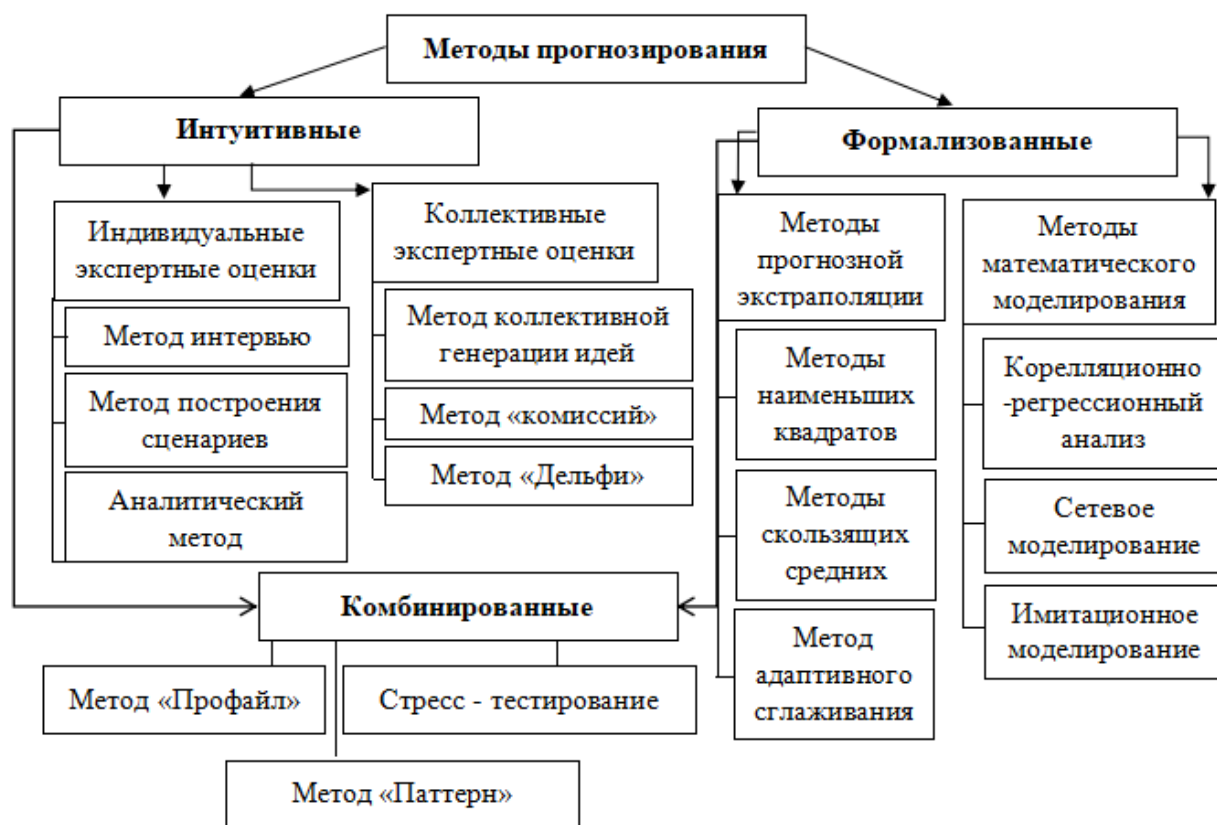 Методы прогнозирования
Интуитивные
Формализованные
Индивидуальные
экспертные оценки
Метод интервью
Метод построения
сценариев
Аналитический
метод
Коллективные
экспертные оценки
Метод коллективной
генерации идей
Метод «комиссий»
Метод «Дельфи»
Методы
прогнозной
экстраполяции
Методы
наименьших
квадратов
Методы
скользящих
средних
Метод
адаптивного
сглаживания
Методы
математического
моделирования
Корелляционно
-регрессионный
анализ
Сетевое
моделирование
Имитационное
моделирование
Комбинированные
Метод «Профайл»
Стресс - тестирование
Метод «Паттерн»